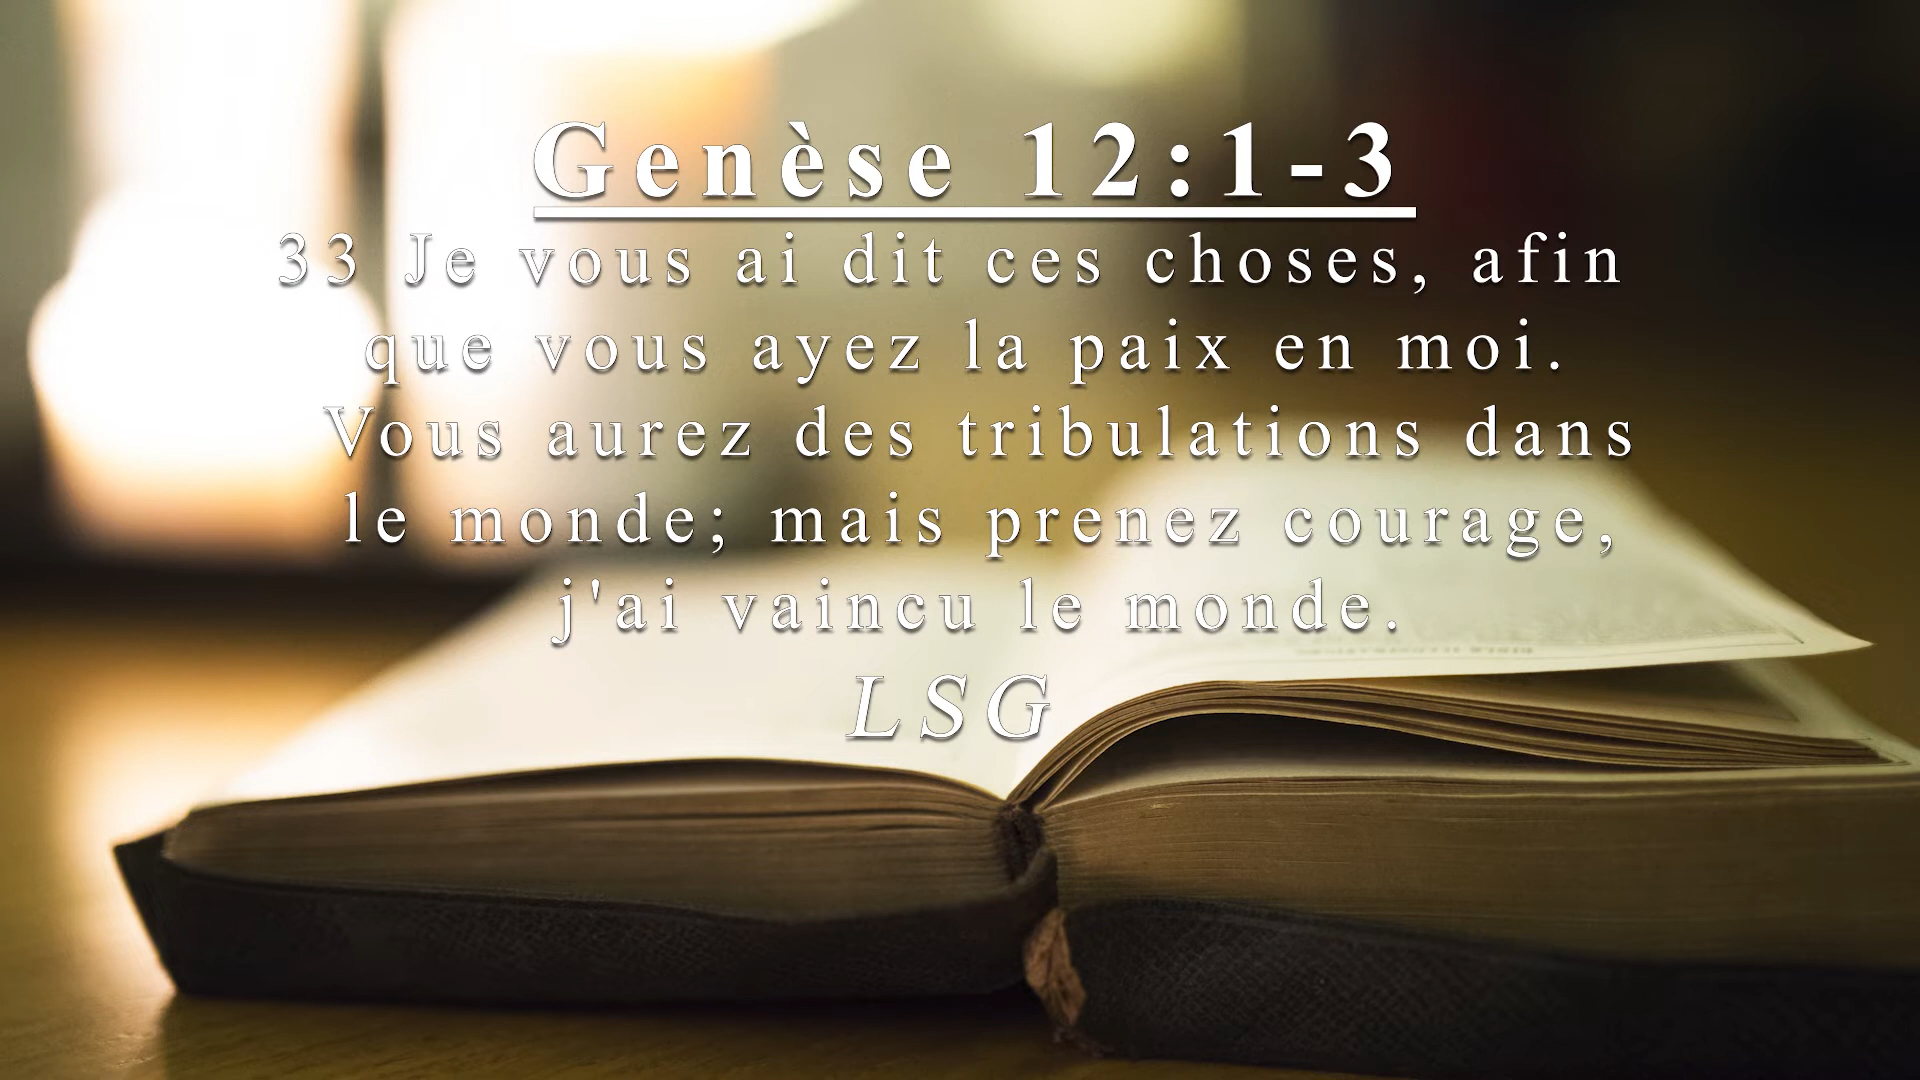 Genèse 12:1-3
33 Je vous ai dit ces choses, afin
que vous ayez la paix en moi.
Vous aurez des tribulations dans
le monde; mais prenez courage,
j'ai vaincu le monde.
LSG